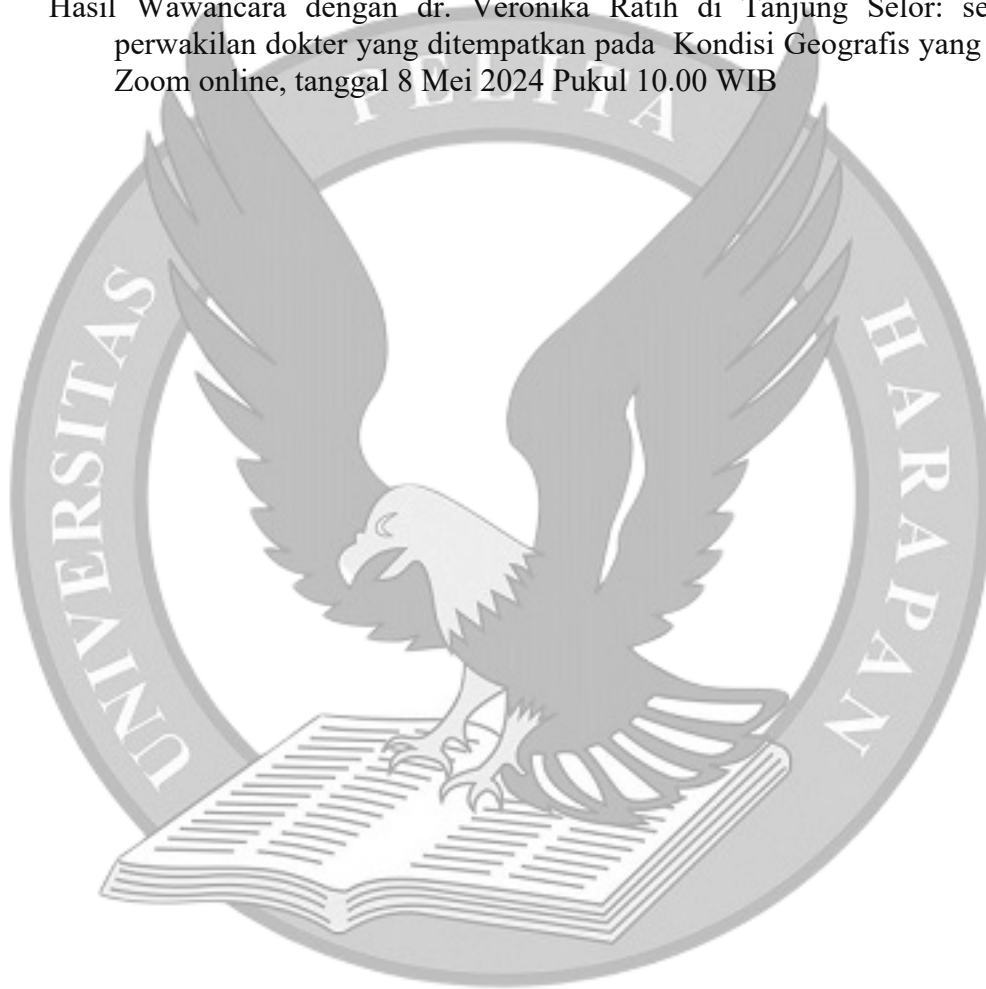 Hasil Wawancara dengan dr. Veronika Ratih di Tanjung Selor: se
perwakilan dokter yang ditempatkan pada Kondisi Geografis yang
Zoom online, tanggal 8 Mei 2024 Pukul 10.00 WIB
UNIVERSITAS PELITA HARAPAN